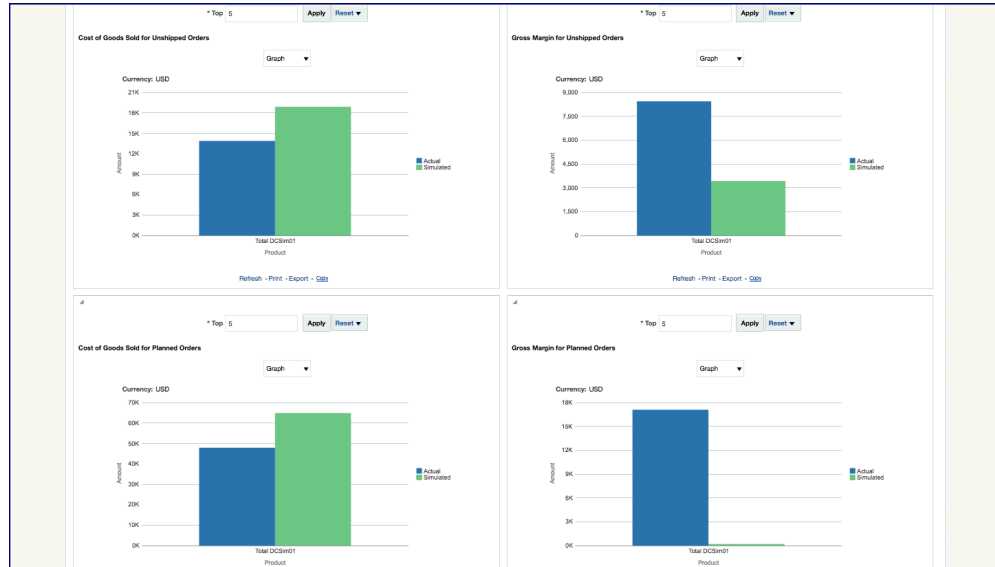 * Top 5 Apply Reset
Cost of Goods Sold for Unshipped Orders
Graph
Currency: USD
21K
18K
15K
12K
9K
6K
3K
0K
Amount
Actual
Simulated
Total DCSim01
Product
Refresh - Print - Export - Copy
* Top 5 Apply Reset
Gross Margin for Unshipped Orders
Graph
Currency: USD
9,000
7,500
6,000
4,500
3,000
1,500
0
Amount
Actual
Simulated
Total DCSim01
Product
Refresh - Print - Export - Copy
* Top 5 Apply Reset
Cost of Goods Sold for Planned Orders
Graph
Currency: USD
70K
60K
50K
40K
30K
20K
10K
0K
Amount
Actual
Simulated
Total DCSim01
Product
* Top 5 Apply Reset
Gross Margin for Planned Orders
Graph
Currency: USD
18K
15K
12K
9K
6K
3K
0K
Amount
Actual
Simulated
Total DCSim01
Product